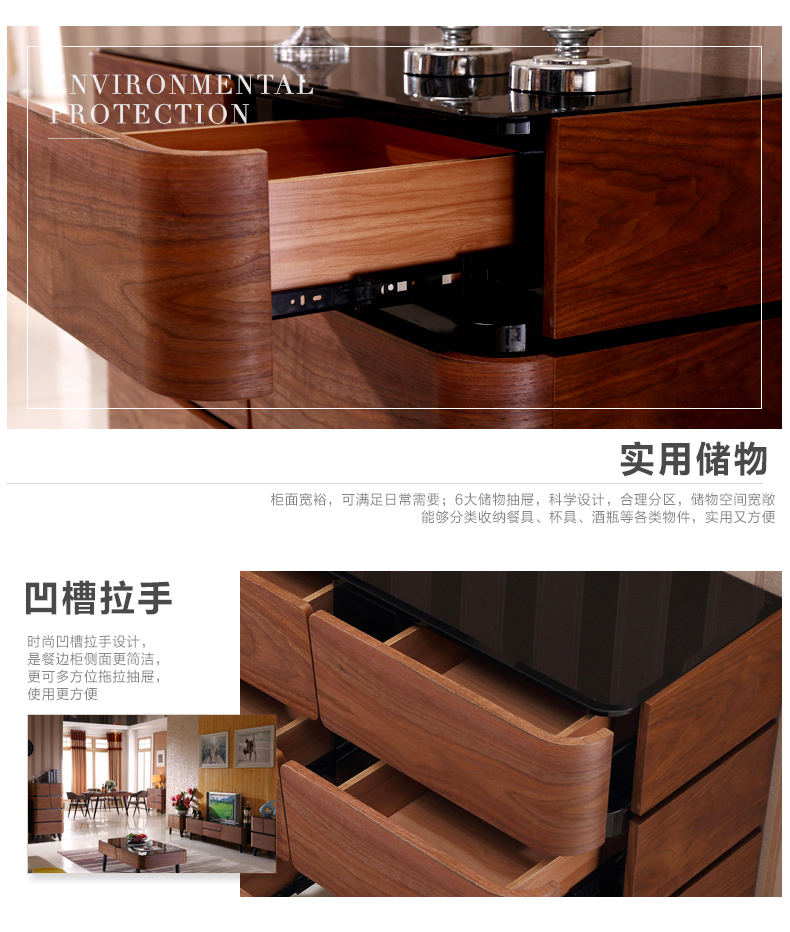 ENVIRONMENTAL
PROTECTION
实用储物
柜面宽裕，可满足日常需要；6大储物抽屉，科学设计，合理分区，储物空间宽敞
能够分类收纳餐具、杯具、酒瓶等各类物件，实用又方便
凹槽拉手
时尚凹槽拉手设计，
是餐边柜侧面更简洁，
更可多方位拖拉抽屉，
使用更方便